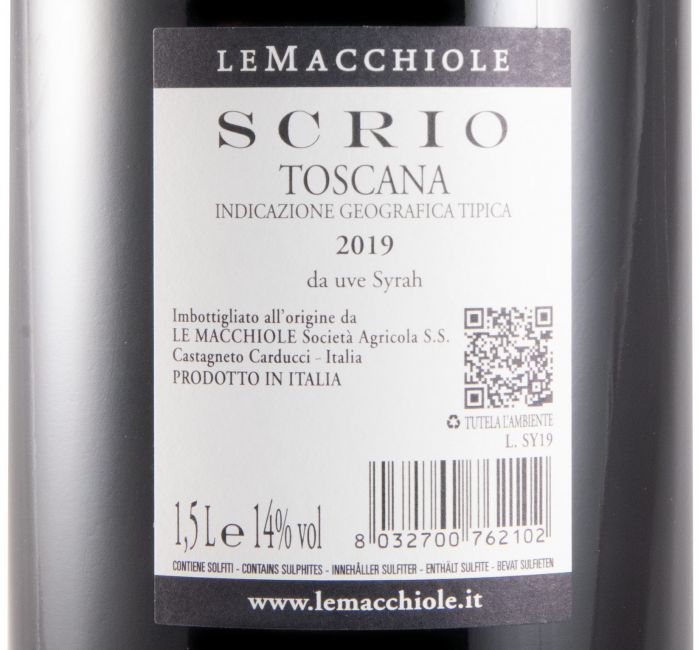 LEMACCHIOLE
SCRIO
TOSCANA
INDICAZIONE GEOGRAFICA TIPICA
2019
da uve Syrah
Imbottigliato all'origine da
LE MACCHIOLE Società Agricola S.S.
Castagneto Carducci - Italia
PRODOTTO IN ITALIA
TUTELA L'AMBIENTE
L. SY19
1,5 L e 14% vol
8 032700 762102
CONTIENE SOLFITI - CONTAINS SULPHITES - INNEHÅLLER SULFITER - ENTHÄLT SULFITE - BEVAT SULFIETEN
www.lemacchiole.it